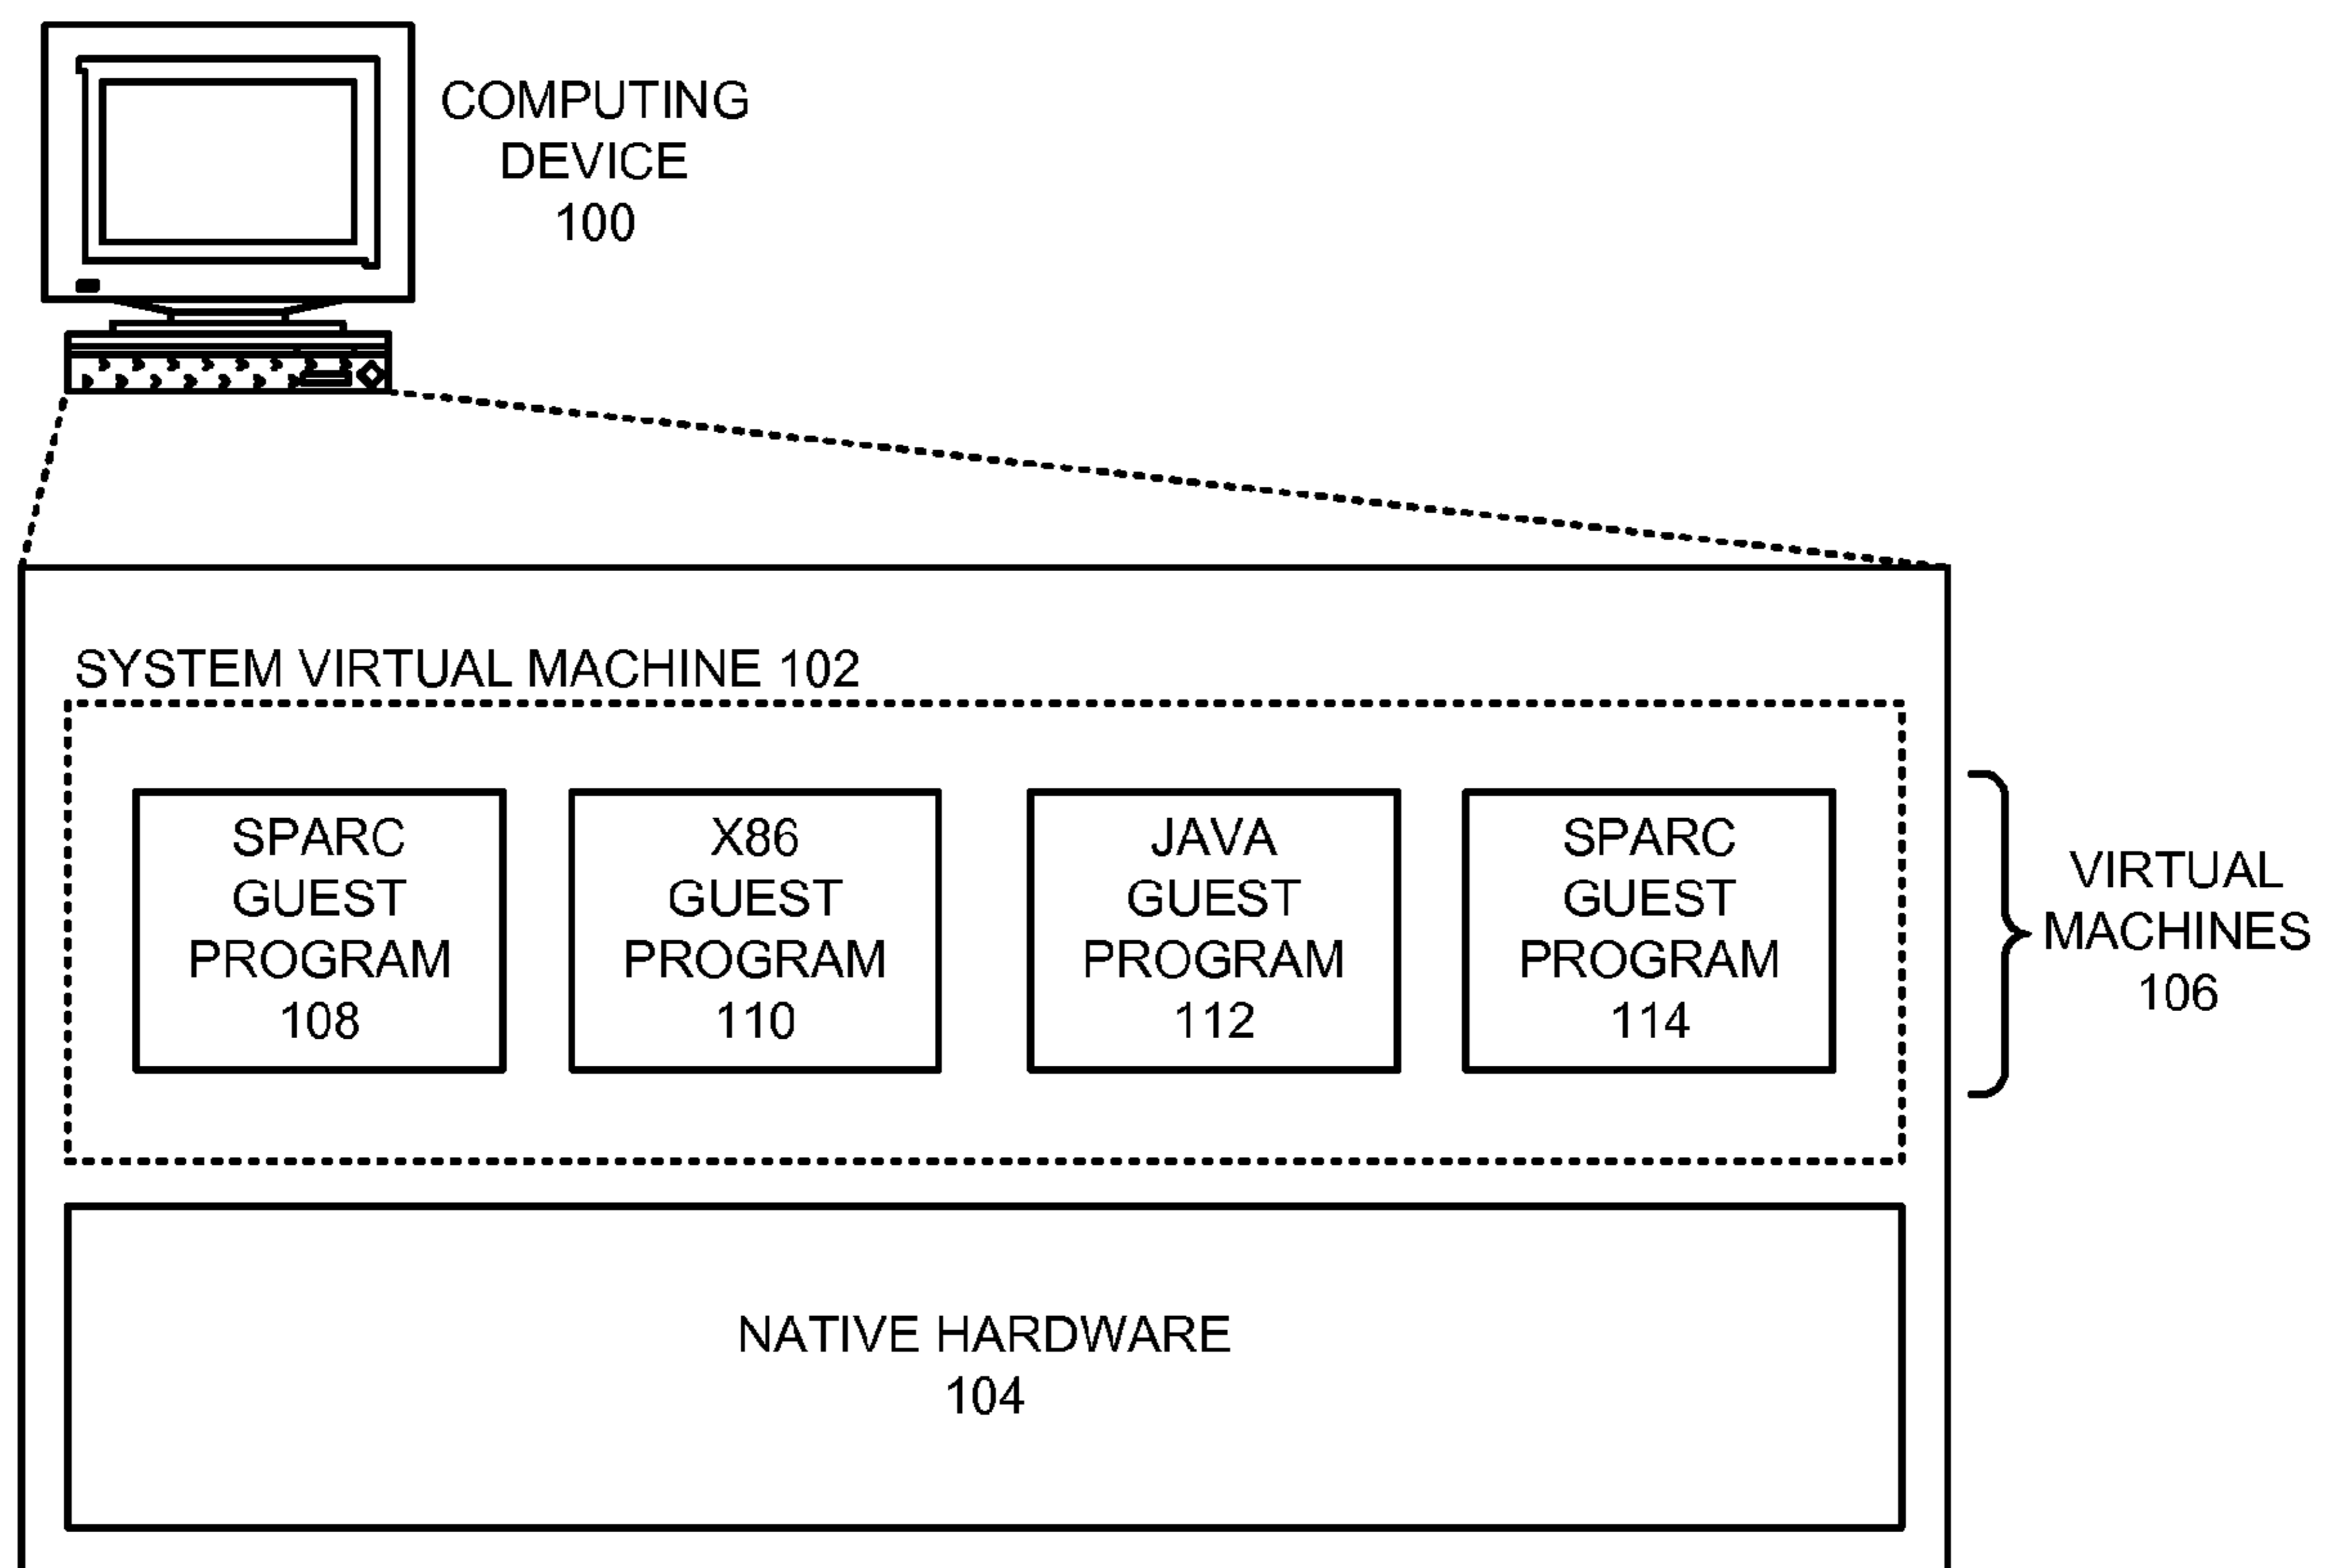 COMPUTING
DEVICE
100
SYSTEM VIRTUAL MACHINE 102
SPARC
GUEST
PROGRAM
108
X86
GUEST
PROGRAM
110
JAVA
GUEST
PROGRAM
112
SPARC
GUEST
PROGRAM
114
VIRTUAL
MACHINES
106
NATIVE HARDWARE
104